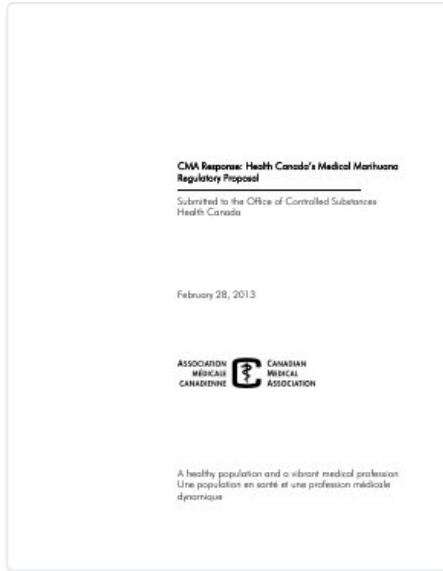 CMA Response: Health Canada's Medical Marihuana
Regulatory Proposal
Submitted to the Office of Controlled Substances
Health Canada
February 28, 2013
ASSOCIATION
MÉDICALE
CANADIENNE
CANADIAN
MEDICAL
ASSOCIATION
A healthy population and a vibrant medical profession
Une population en santé et une profession médicale
dynamique